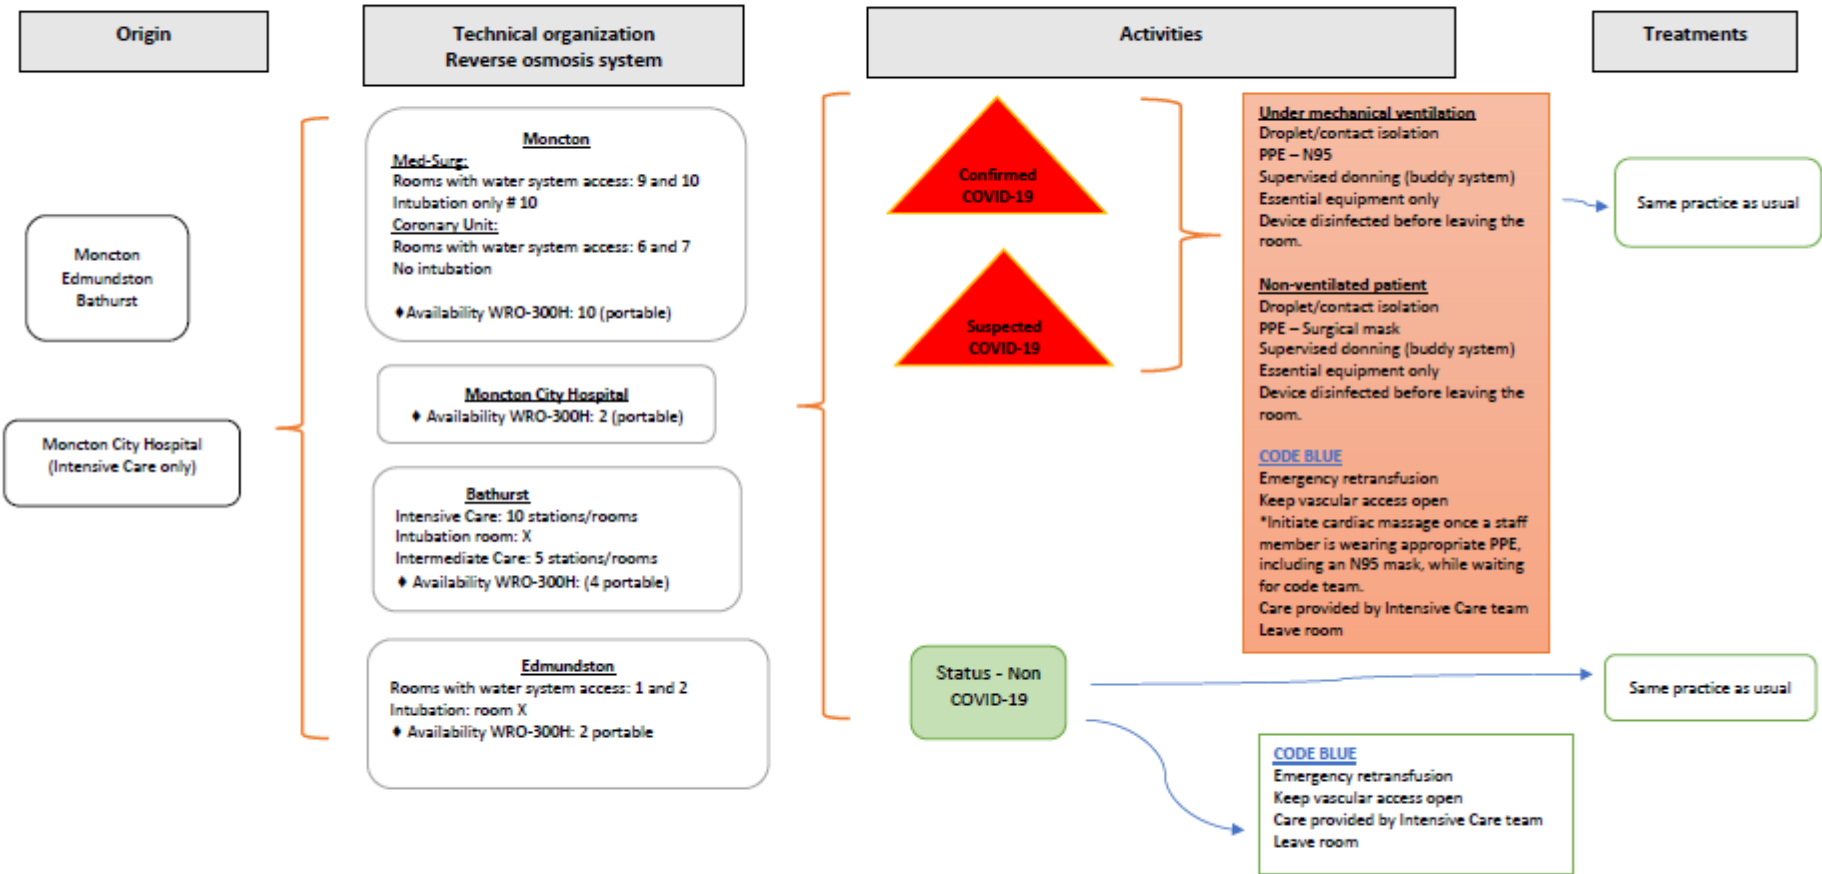 Origin
Technical organization
Reverse osmosis system
Activities
Treatments
Moncton
Edmundston
Bathurst
Moncton City Hospital
(Intensive Care only)
Moncton
Med-Surg:
Rooms with water system access: 9 and 10
Intubation only # 10
Coronary Unit:
Rooms with water system access: 6 and 7
No intubation
♦Availability WRO-300H: 10 (portable)
Moncton City Hospital
♦ Availability WRO-300H: 2 (portable)
Bathurst
Intensive Care: 10 stations/rooms
Intubation room: X
Intermediate Care: 5 stations/rooms
♦ Availability WRO-300H: (4 portable)
Edmundston
Rooms with water system access: 1 and 2
Intubation: room X
♦ Availability WRO-300H: 2 portable
Confirmed
COVID-19
Suspected
COVID-19
Status - Non
COVID-19
Under mechanical ventilation
Droplet/contact isolation
PPE – N95
Supervised donning (buddy system)
Essential equipment only
Device disinfected before leaving the
room.
Non-ventilated patient
Droplet/contact isolation
PPE – Surgical mask
Supervised donning (buddy system)
Essential equipment only
Device disinfected before leaving the
room.
CODE BLUE
Emergency retransfusion
Keep vascular access open
*Initiate cardiac massage once a staff
member is wearing appropriate PPE,
including an N95 mask, while waiting
for code team.
Care provided by Intensive Care team
Leave room
CODE BLUE
Emergency retransfusion
Keep vascular access open
Care provided by Intensive Care team
Leave room
Same practice as usual
Same practice as usual